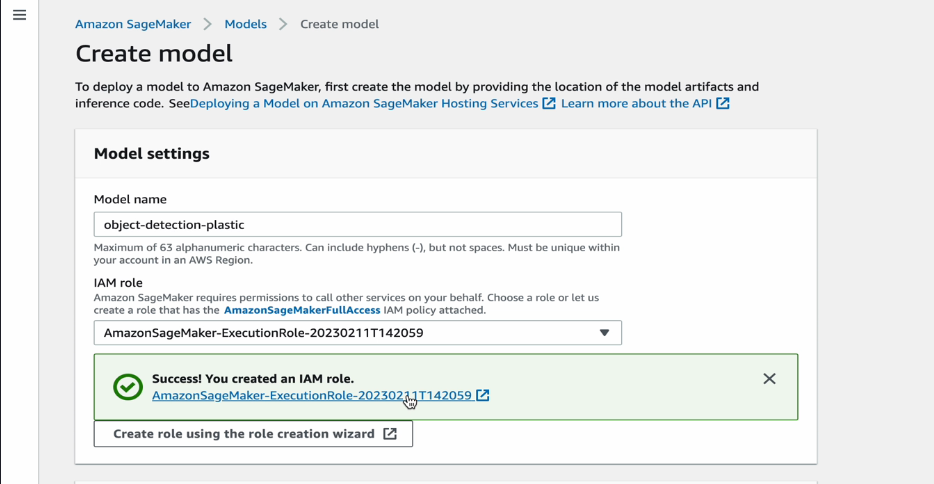 Amazon SageMaker > Models > Create model
Create model
To deploy a model to Amazon SageMaker, first create the model by providing the location of the model artifacts and
inference code. SeeDeploying a Model on Amazon SageMaker Hosting Services Learn more about the API
Model settings
Model name
object-detection-plastic
Maximum of 63 alphanumeric characters. Can include hyphens (-), but not spaces. Must be unique within
your account in an AWS Region.
IAM role
Amazon SageMaker requires permissions to call other services on your behalf. Choose a role or let us
create a role that has the AmazonSageMakerFullAccess IAM policy attached.
AmazonSageMaker-ExecutionRole-20230211T142059
Success! You created an IAM role.
AmazonSageMaker-ExecutionRole-20230211T142059
Create role using the role creation wizard